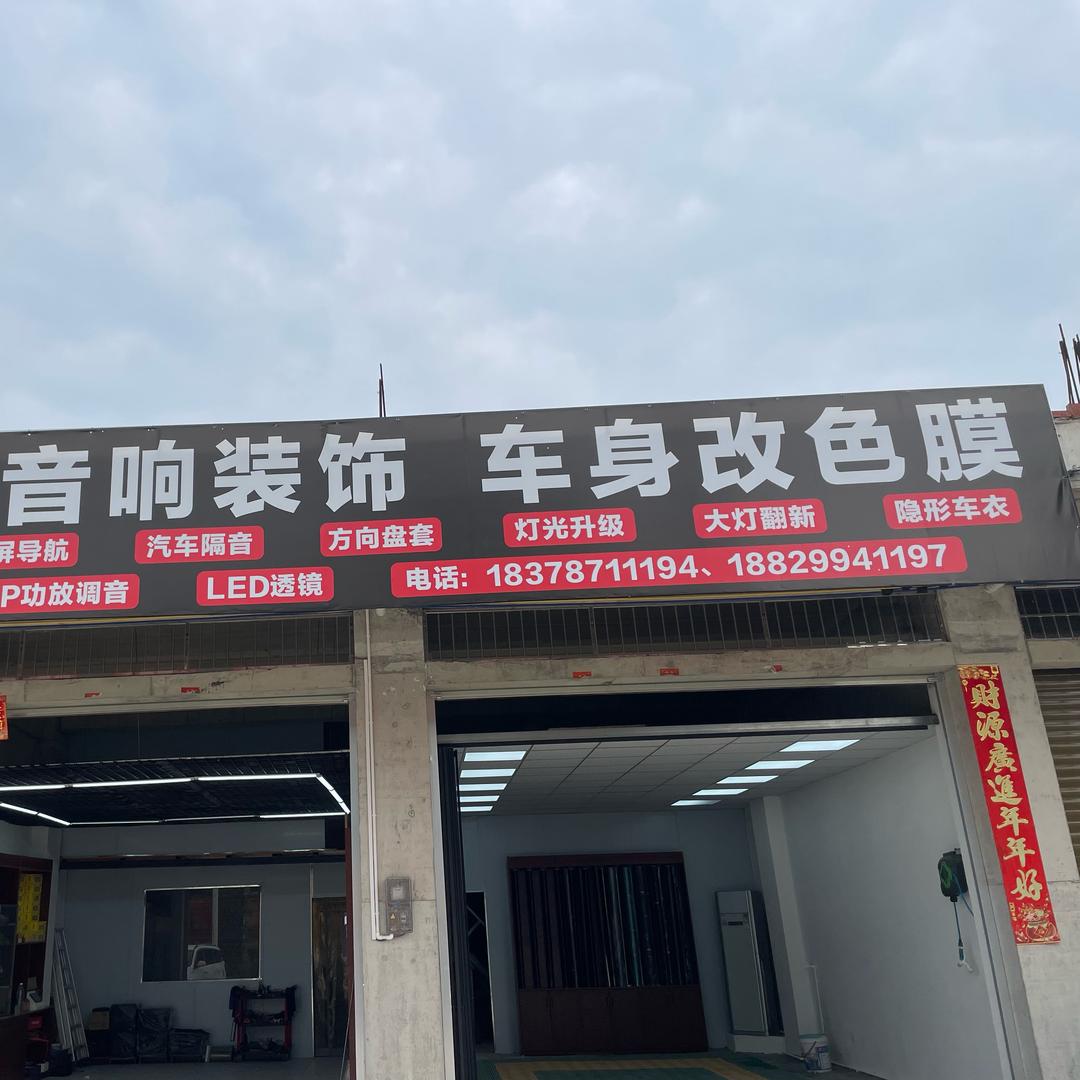 音响装饰 车身改色膜
屏导航 汽车隔音 方向盘套 灯光升级 大灯翻新 隐形车衣
P功放调音 LED透镜 电话：18378711194、18829941197
财源廣進年年好